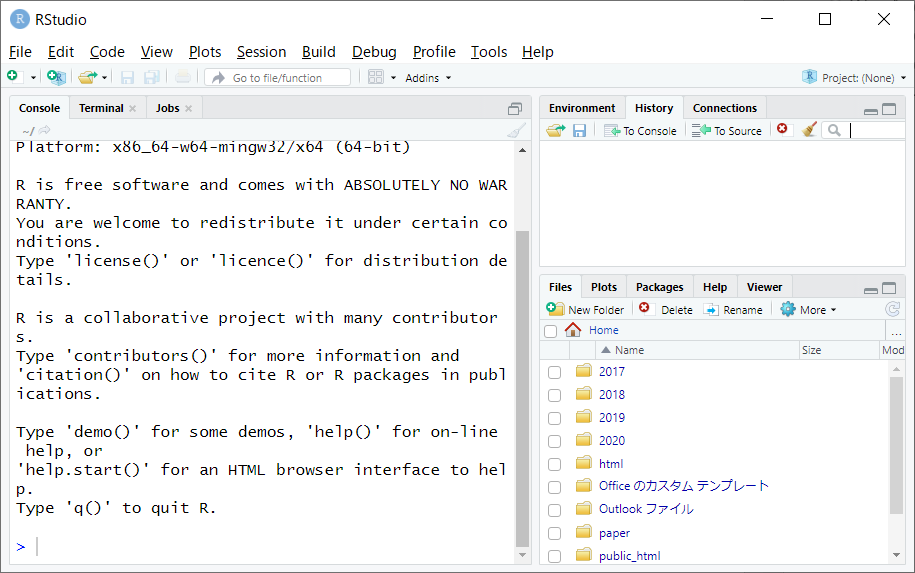 RStudio
File Edit Code View Plots Session Build Debug Profile Tools Help
Go to file/function Addins Project: (None)
Console Terminal Jobs
~/
Platform: x86_64-w64-mingw32/x64 (64-bit)
R is free software and comes with ABSOLUTELY NO WAR
RANTY.
You are welcome to redistribute it under certain co
nditions.
Type 'license()' or 'licence()' for distribution de
tails.
R is a collaborative project with many contributor
s.
Type 'contributors()' for more information and
'citation()' on how to cite R or R packages in publ
ications.
Type 'demo()' for some demos, 'help()' for on-line
help, or
'help.start()' for an HTML browser interface to hel
p.
Type 'q()' to quit R.
>
Environment History Connections
To Console To Source
Files Plots Packages Help Viewer
New Folder Delete Rename More
Home ...
Name Size Mod
2017
2018
2019
2020
html
Office のカスタム テンプレート
Outlook ファイル
paper
public_html